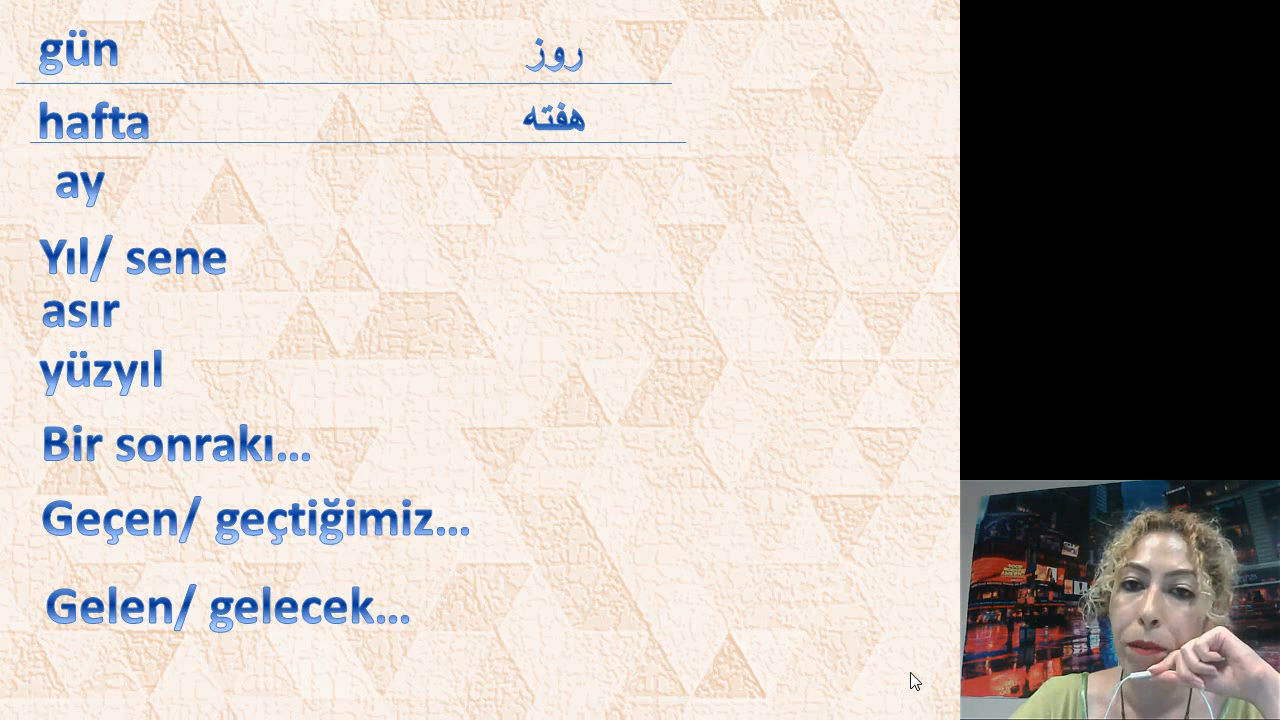 gün روز
hafta هفته
ay
Yıl/ sene
asır
yüzyıl
Bir sonrakı...
Geçen/ geçtiğimiz...
Gelen/ gelecek...